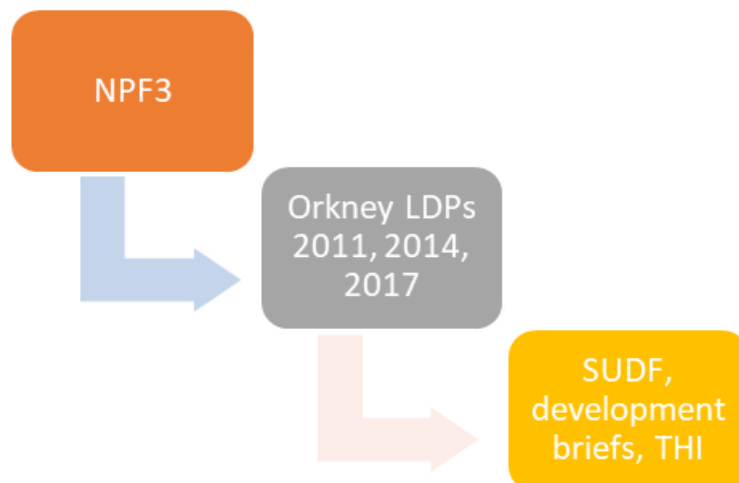 NPF3
Orkney LDPs
2011, 2014,
2017
SUDF,
development
briefs, THI